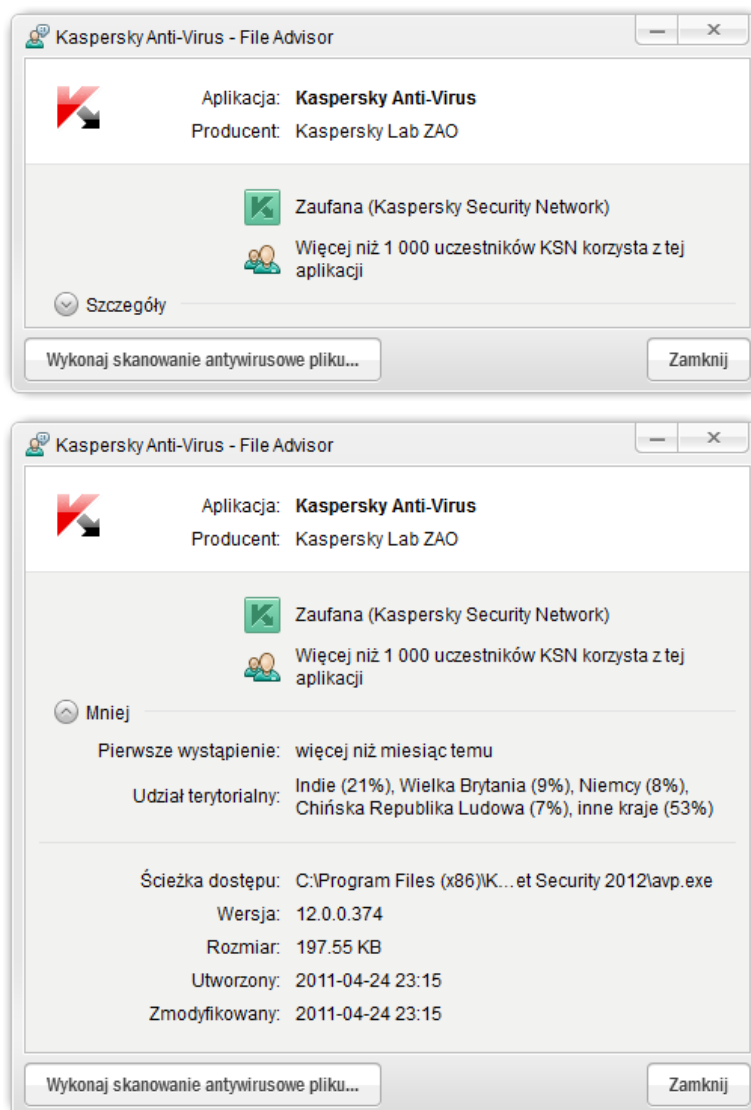 Kaspersky Anti-Virus - File Advisor
Aplikacja: Kaspersky Anti-Virus
Producent: Kaspersky Lab ZAO
Zaufana (Kaspersky Security Network)
Więcej niż 1 000 uczestników KSN korzysta z tej
aplikacji
Szczegóły
Wykonaj skanowanie antywirusowe pliku... Zamknij
Kaspersky Anti-Virus - File Advisor
Aplikacja: Kaspersky Anti-Virus
Producent: Kaspersky Lab ZAO
Zaufana (Kaspersky Security Network)
Więcej niż 1 000 uczestników KSN korzysta z tej
aplikacji
Mniej
Pierwsze wystąpienie: więcej niż miesiąc temu
Udział terytorialny: Indie (21%), Wielka Brytania (9%), Niemcy (8%),
Chińska Republika Ludowa (7%), inne kraje (53%)
Ścieżka dostępu: C:\Program Files (x86)\K...et Security 2012\avp.exe
Wersja: 12.0.0.374
Rozmiar: 197.55 KB
Utworzony: 2011-04-24 23:15
Zmodyfikowany: 2011-04-24 23:15
Wykonaj skanowanie antywirusowe pliku... Zamknij